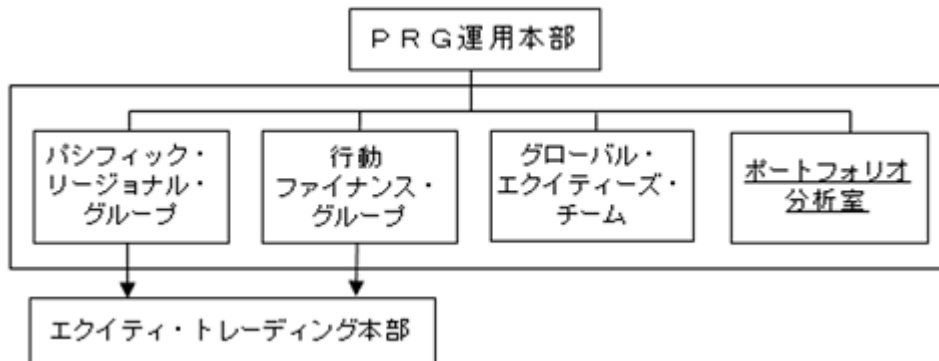 ＰＲＧ運用本部
パシフィック・
リージョナル・
グループ
行動
ファイナンス・
グループ
グローバル・
エクイティーズ・
チーム
ポートフォリオ
分析室
エクイティ・トレーディング本部